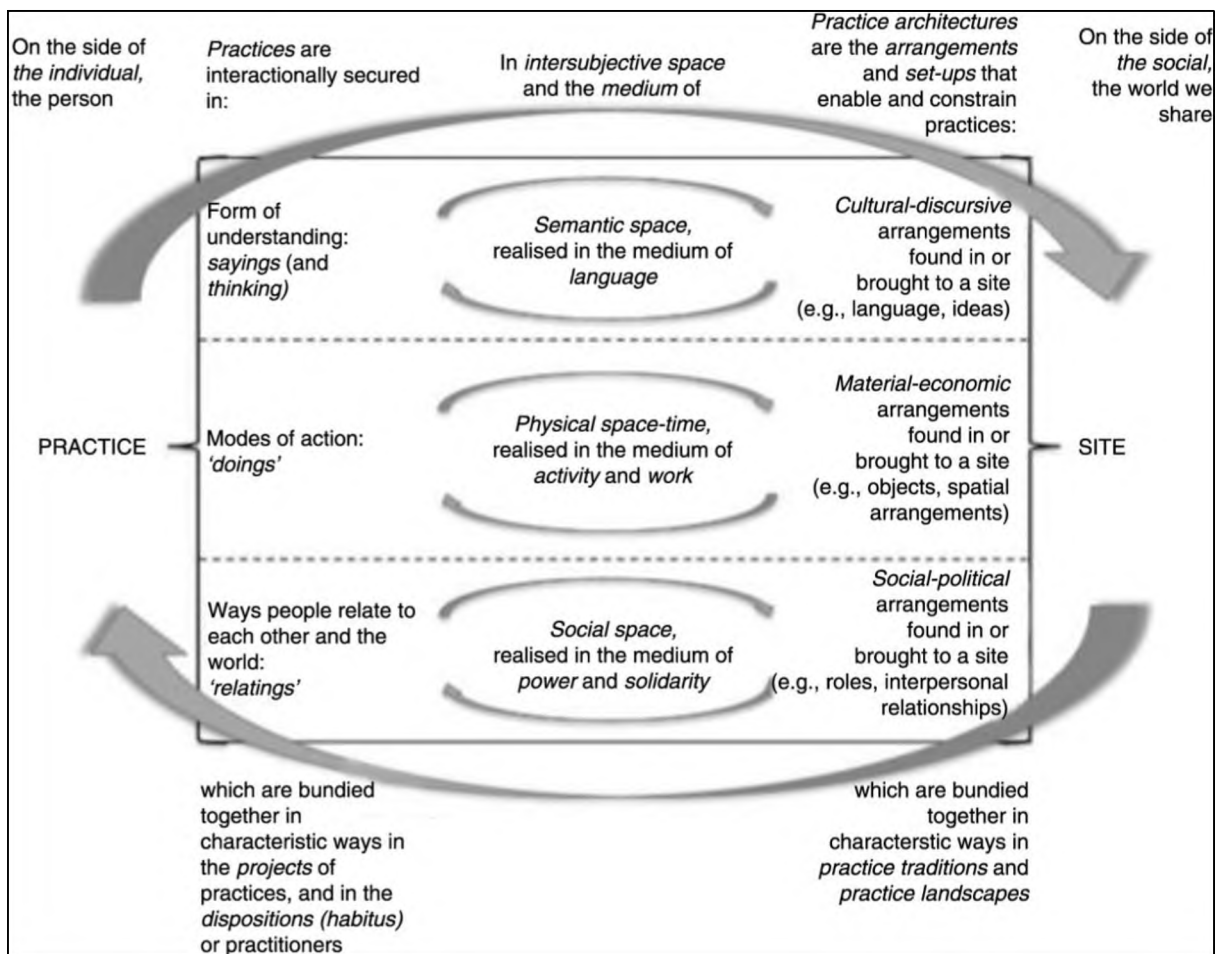 On the side of
the individual,
the person
Practices are
interactionally secured
in:
In intersubjective space
and the medium of
Practice architectures
are the arrangements
and set-ups that
enable and constrain
practices:
On the side of
the social,
the world we
share
PRACTICE
Form of
understanding:
sayings (and
thinking)
Semantic space,
realised in the medium of
language
Cultural-discursive
arrangements
found in or
brought to a site
(e.g., language, ideas)
Modes of action:
‘doings’
Physical space-time,
realised in the medium of
activity and work
Material-economic
arrangements
found in or
brought to a site
(e.g., objects, spatial
arrangements)
SITE
Ways people relate to
each other and the
world:
‘relatings’
Social space,
realised in the medium of
power and solidarity
Social-political
arrangements
found in or
brought to a site
(e.g., roles, interpersonal
relationships)
which are bundied
together in
characteristic ways in
the projects of
practices, and in the
dispositions (habitus)
or practitioners
which are bundied
together in
characterstic ways in
practice traditions and
practice landscapes